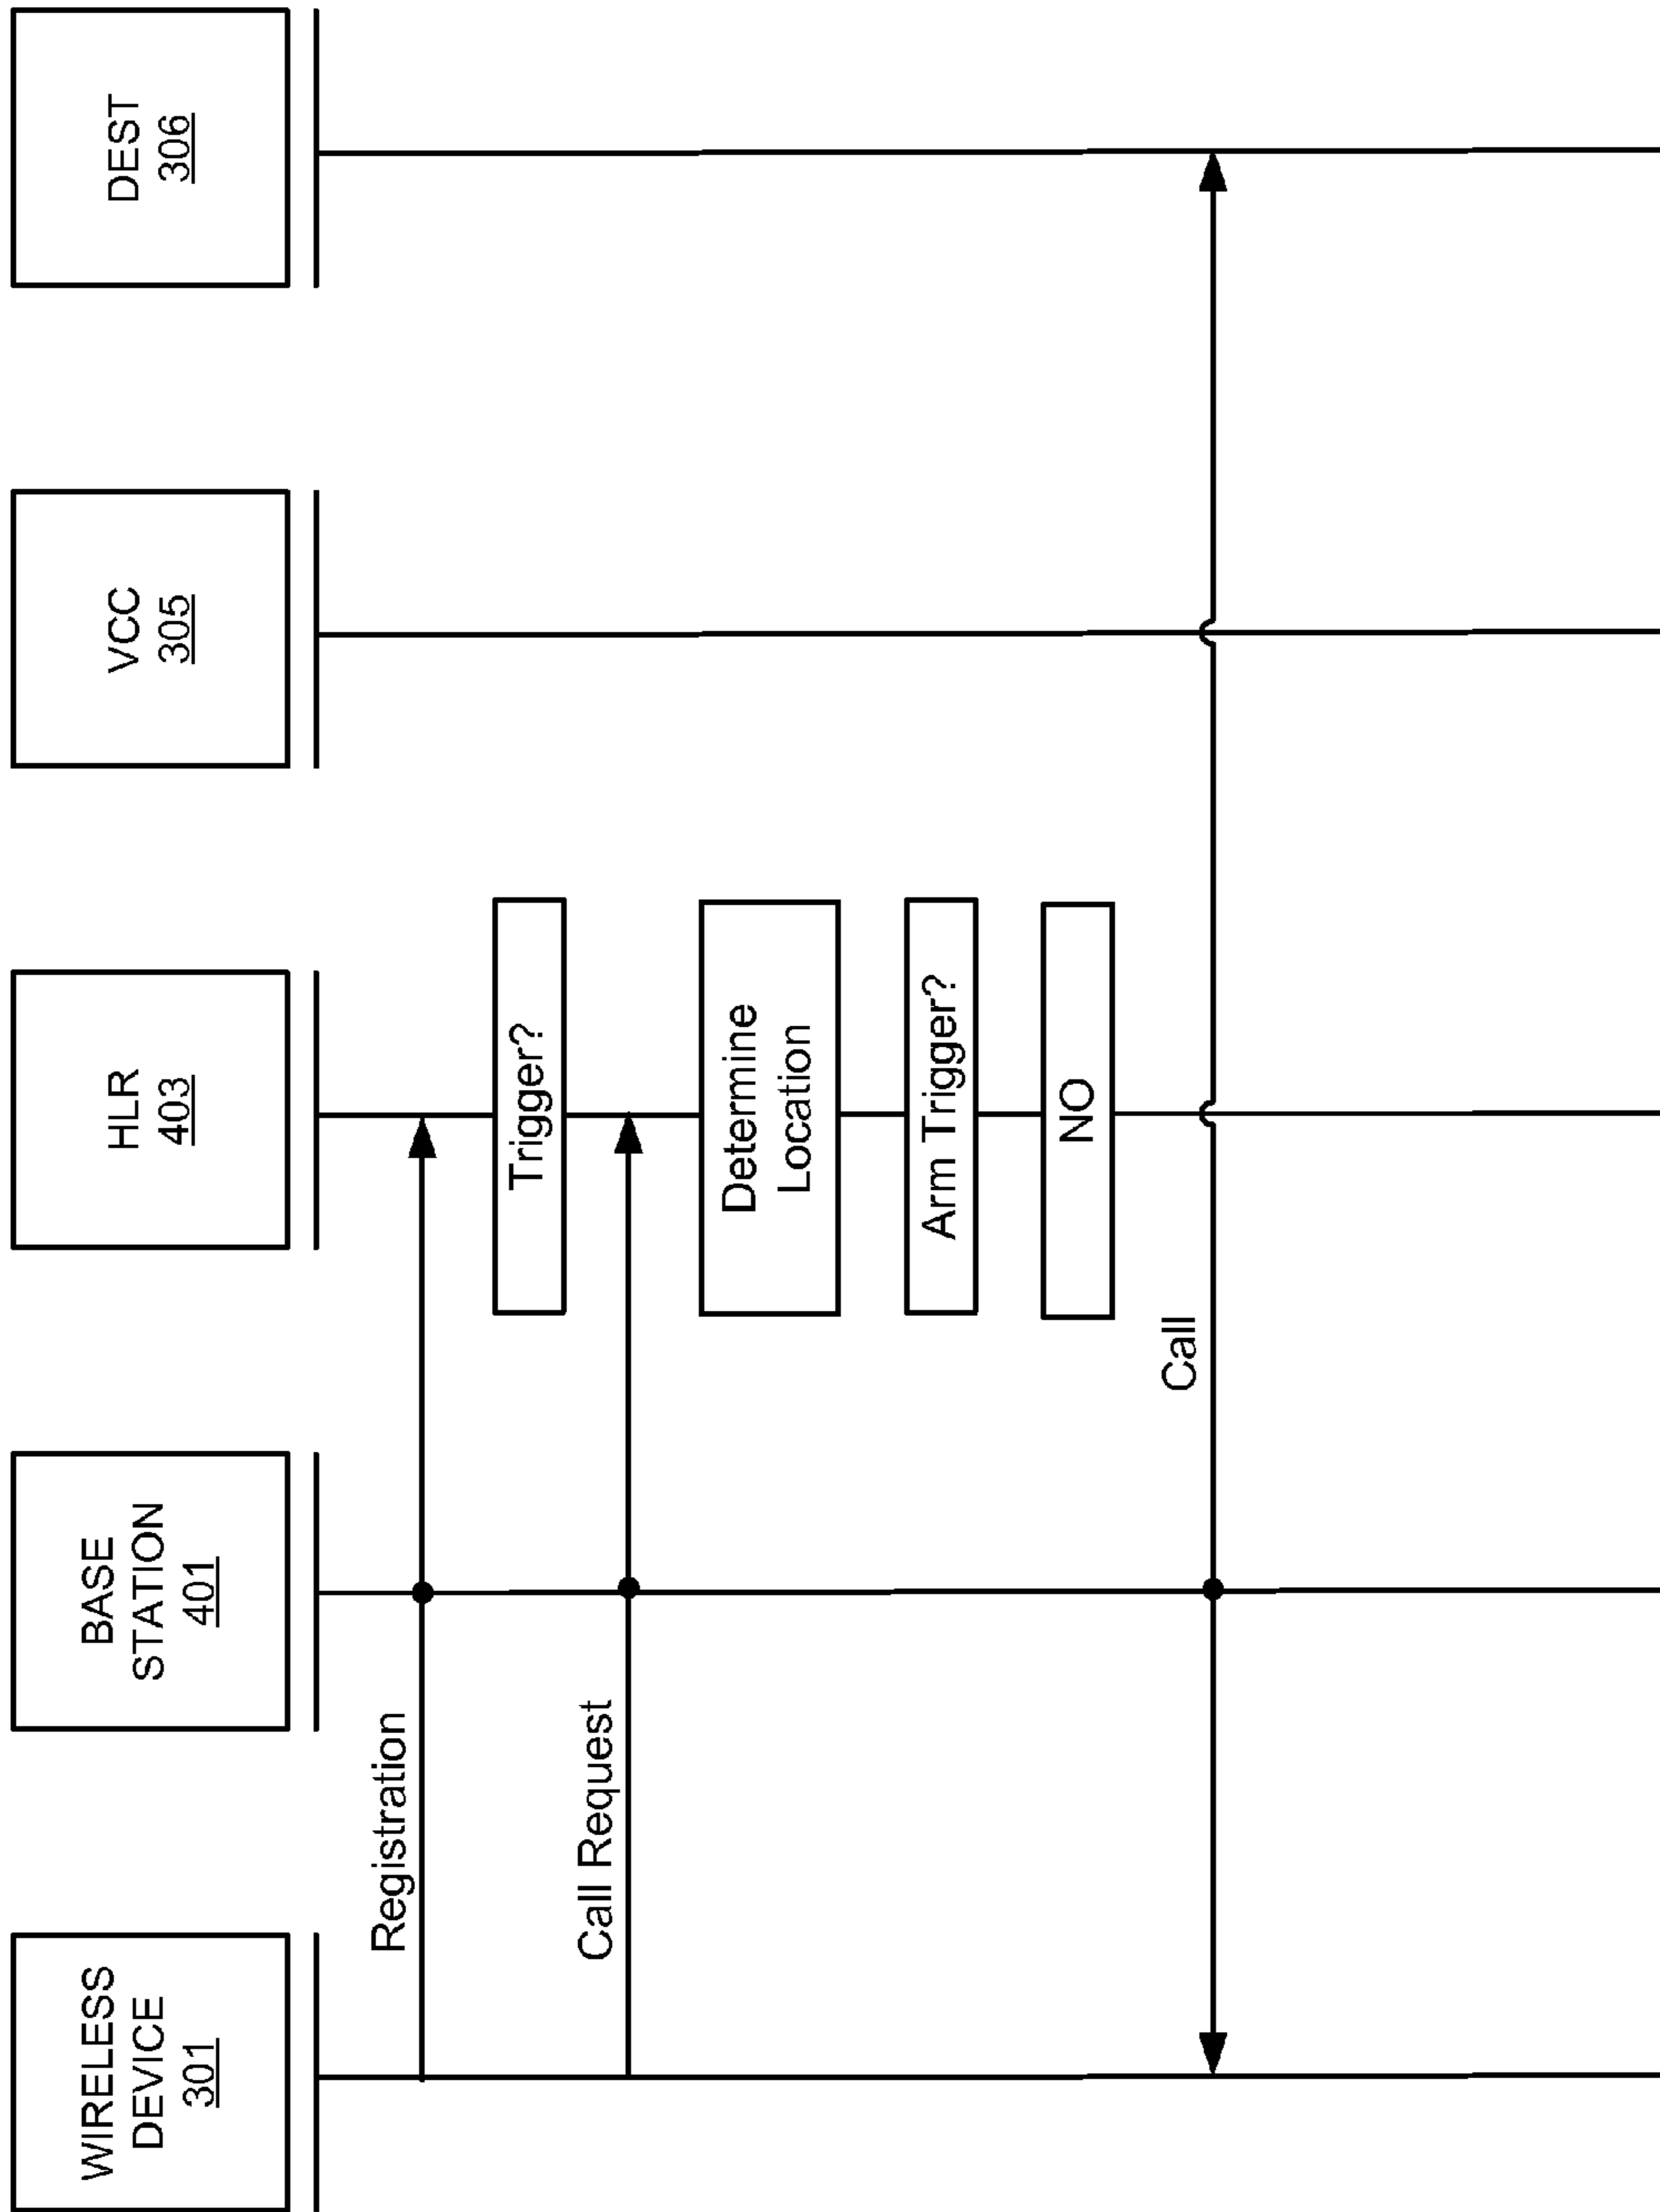 WIRELESS
DEVICE
301
BASE
STATION
401
HLR
403
VCC
305
DEST
306
Registration
Trigger?
Call Request
Determine
Location
Arm Trigger?
NO
Call